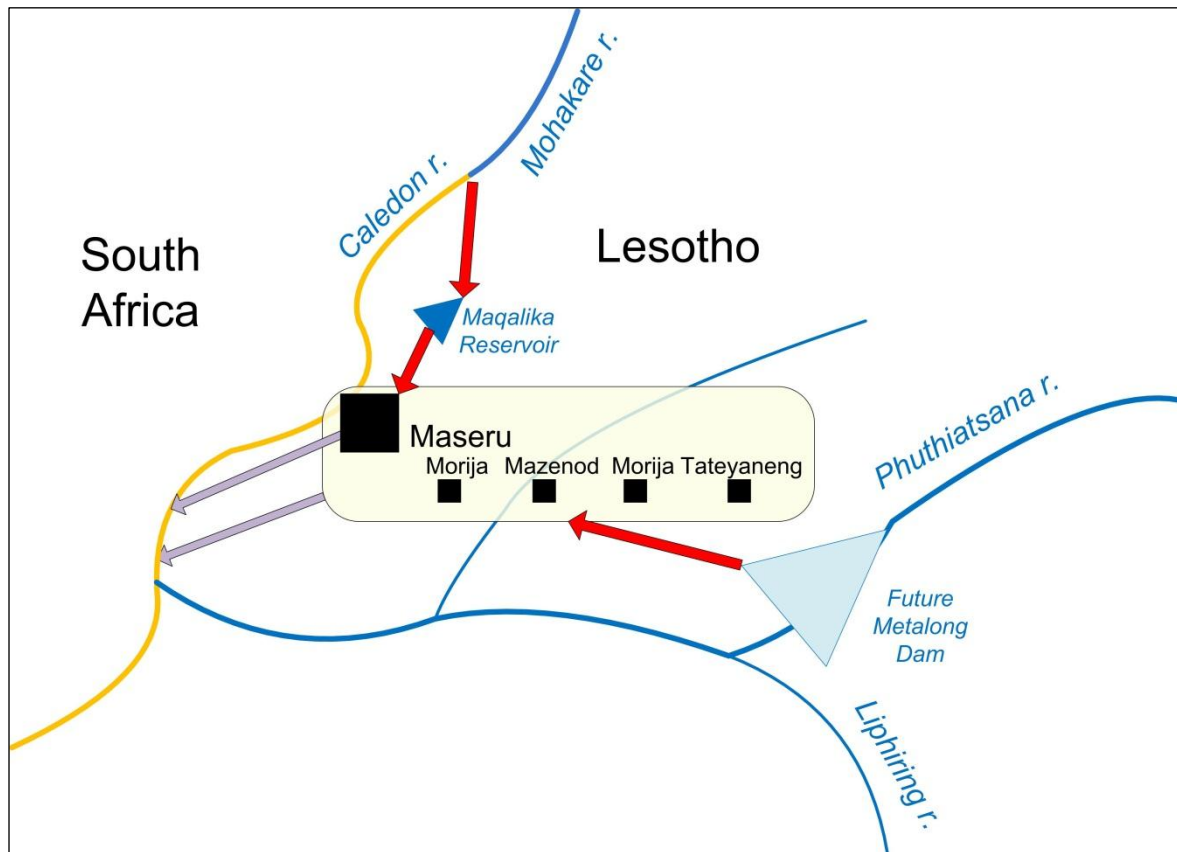 Mohakare r.
Caledon r.
South
Africa
Lesotho
Maqalika
Reservoir
Maseru
Morija Mazenod Morija Tateyaneng
Phuthiatsana r.
Future
Metalong
Dam
Liphiring r.